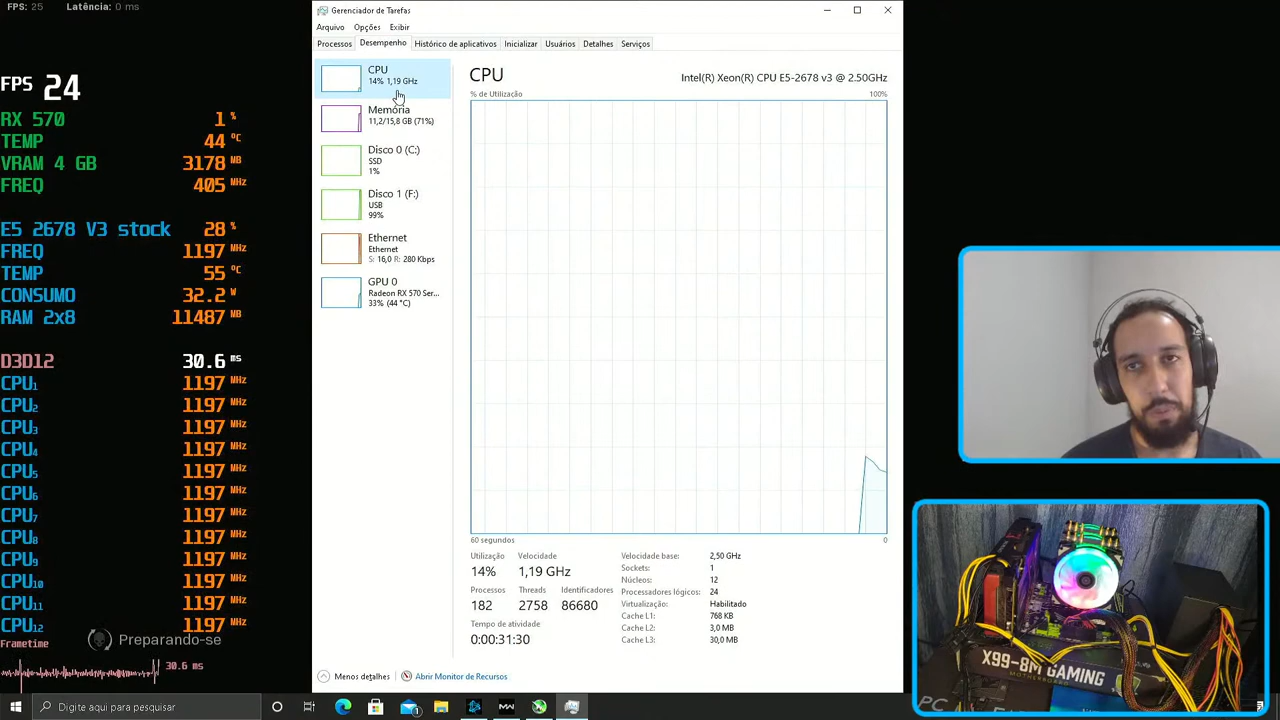 FPS: 25 Latência: 0 ms
FPS 24
RX 570 1 %
TEMP 44 °C
VRAM 4 GB 3178 MB
FREQ 405 MHz
E5 2678 V3 stock 28 %
FREQ 1197 MHz
TEMP 55 °C
CONSUMO 32.2 W
RAM 2x8 11487 MB
D3D12 30.6 ms
CPU1 1197 MHz
CPU2 1197 MHz
CPU3 1197 MHz
CPU4 1197 MHz
CPU5 1197 MHz
CPU6 1197 MHz
CPU7 1197 MHz
CPU8 1197 MHz
CPU9 1197 MHz
CPU10 1197 MHz
CPU11 1197 MHz
CPU12 1197 MHz
Frametime
Preparando-se
30.6 ms
Gerenciador de Tarefas
Arquivo Opções Exibir
Processos Desempenho Histórico de aplicativos Inicializar Usuários Detalhes Serviços
CPU
14% 1,19 GHz
Memória
11,2/15,8 GB (71%)
Disco 0 (C:)
SSD
1%
Disco 1 (F:)
USB
99%
Ethernet
Ethernet
S: 16,0 R: 280 Kbps
GPU 0
Radeon RX 570 Ser...
33% (44 °C)
CPU Intel(R) Xeon(R) CPU E5-2678 v3 @ 2.50GHz
% de Utilização 100%
60 segundos 0
Utilização Velocidade
14% 1,19 GHz
Processos Threads Identificadores
182 2758 86680
Tempo de atividade
0:00:31:30
Velocidade base: 2,50 GHz
Sockets: 1
Núcleos: 12
Processadores lógicos: 24
Virtualização: Habilitado
Cache L1: 768 KB
Cache L2: 3,0 MB
Cache L3: 30,0 MB
Menos detalhes Abrir Monitor de Recursos
Digite aqui para pesquisar
X99-8M GAMING
MOTHERBOARD
PC